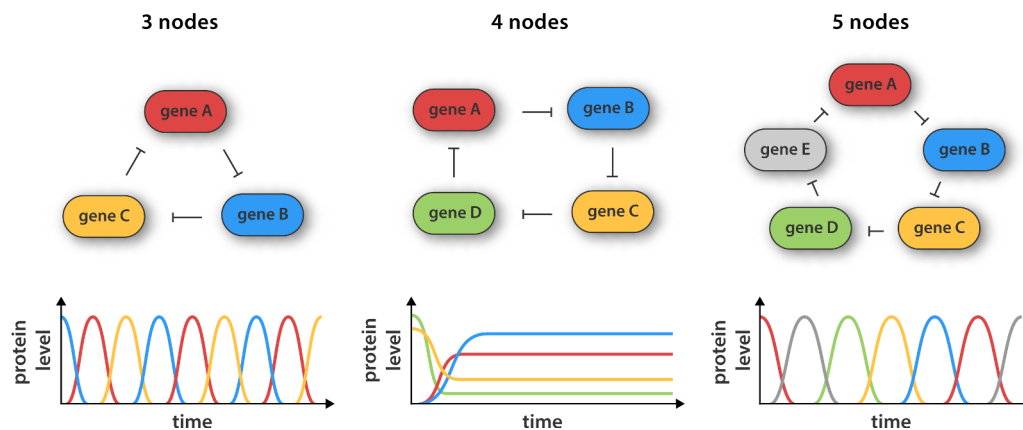 3 nodes
gene A
gene C
gene B
protein
level
time
4 nodes
gene A
gene B
gene D
gene C
protein
level
time
5 nodes
gene A
gene E
gene B
gene D
gene C
protein
level
time